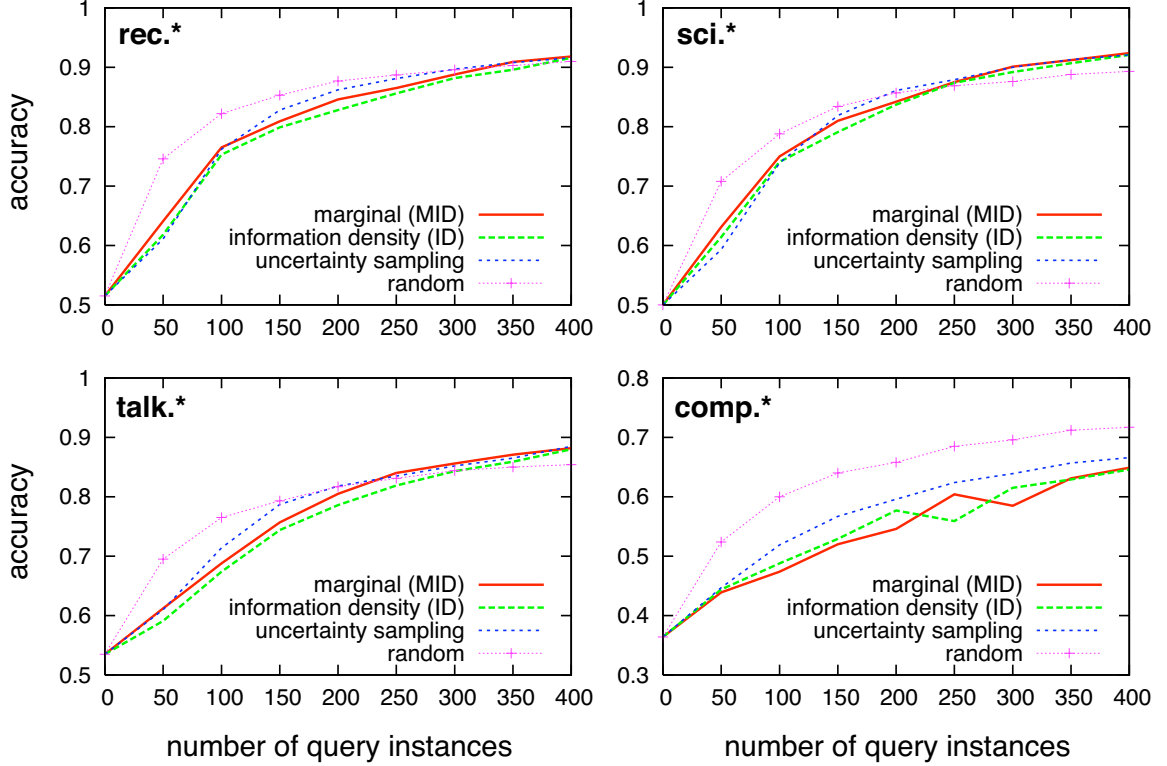 rec.*
1
0.9
0.8
0.7
0.6
0.5
accuracy
marginal (MID)
information density (ID)
uncertainty sampling
random
0 50 100 150 200 250 300 350 400
sci.*
1
0.9
0.8
0.7
0.6
0.5
marginal (MID)
information density (ID)
uncertainty sampling
random
0 50 100 150 200 250 300 350 400
talk.*
1
0.9
0.8
0.7
0.6
0.5
accuracy
marginal (MID)
information density (ID)
uncertainty sampling
random
0 50 100 150 200 250 300 350 400
number of query instances
comp.*
0.8
0.7
0.6
0.5
0.4
0.3
marginal (MID)
information density (ID)
uncertainty sampling
random
0 50 100 150 200 250 300 350 400
number of query instances